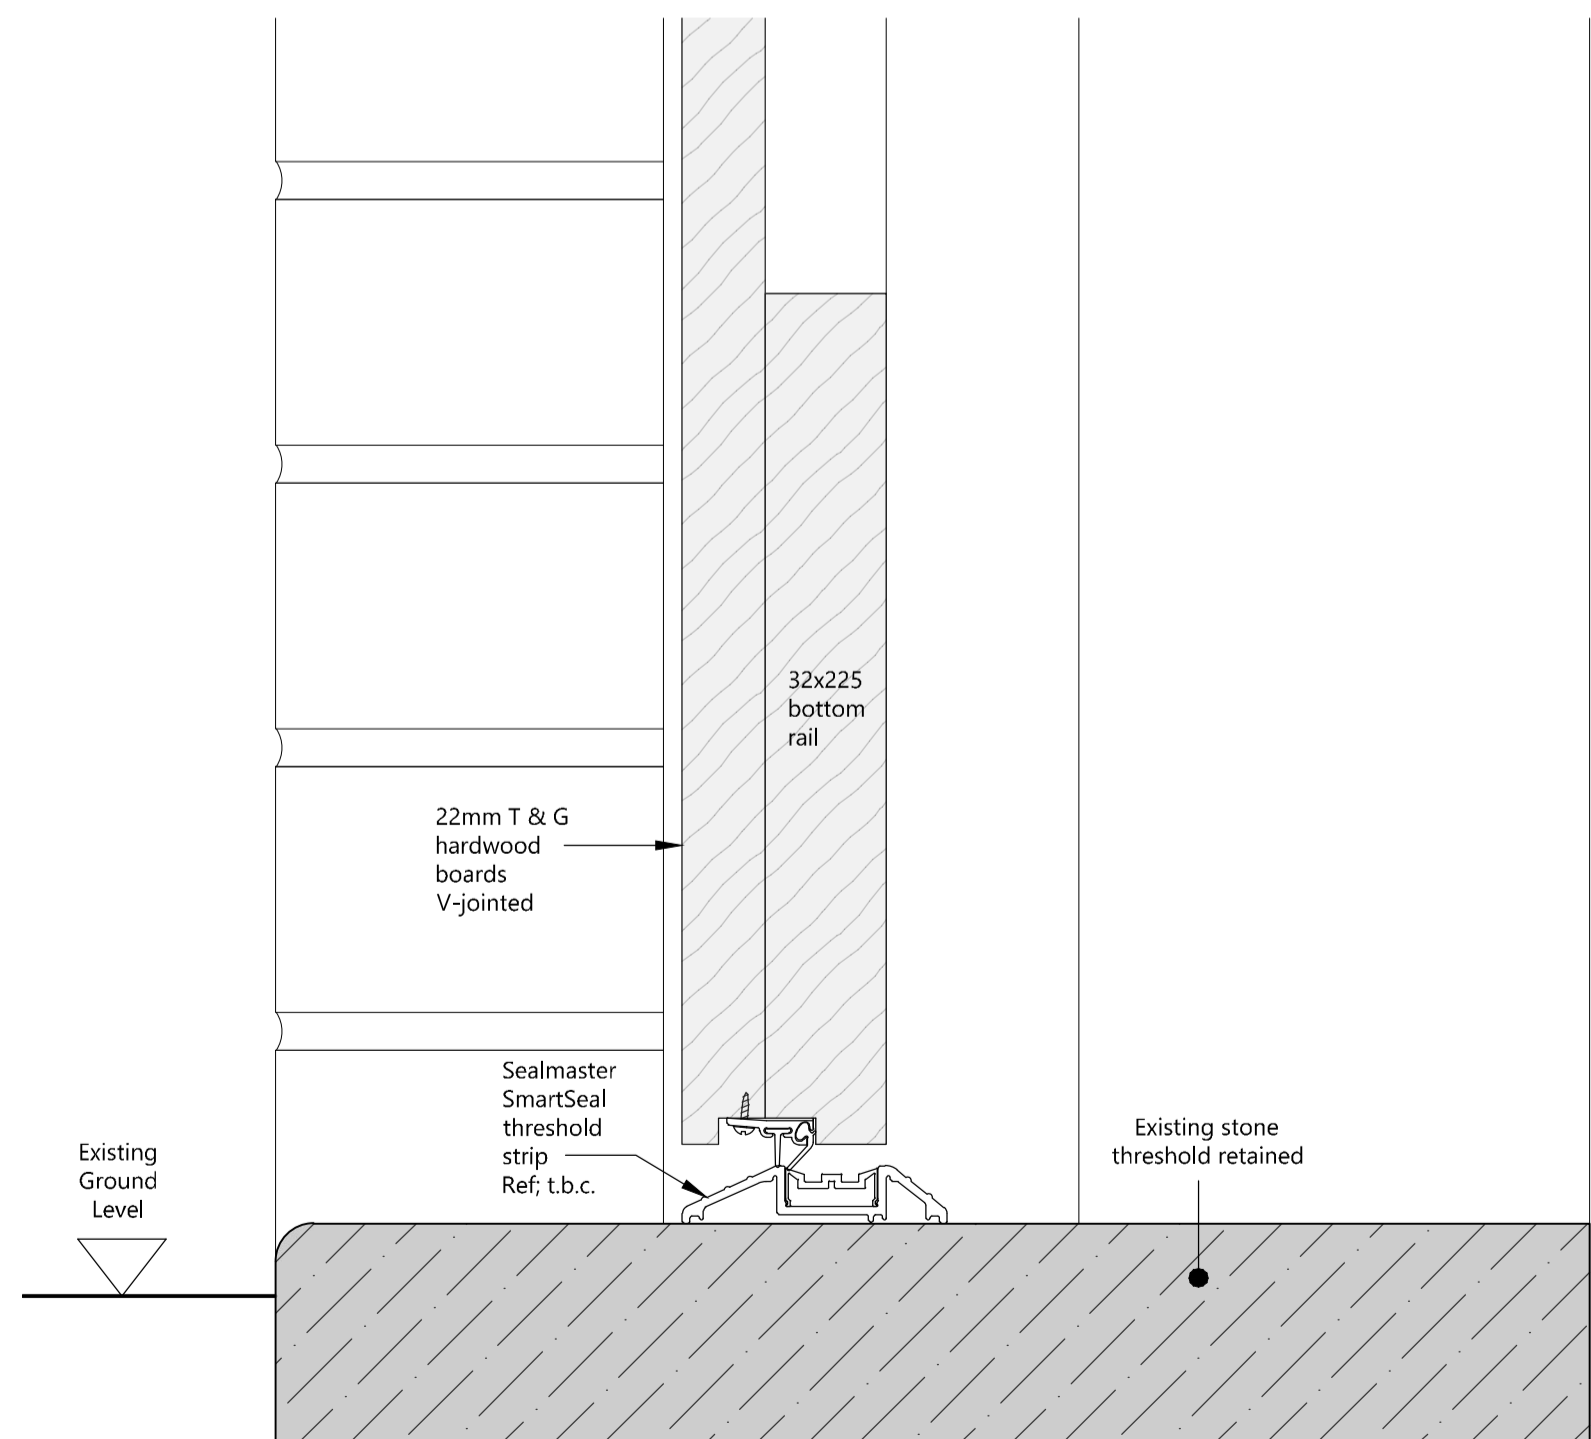 32x225
bottom
rail
22mm T & G
hardwood
boards
V-jointed
Sealmaster
SmartSeal
threshold
strip
Ref; t.b.c.
Existing
Ground
Level
Existing stone
threshold retained